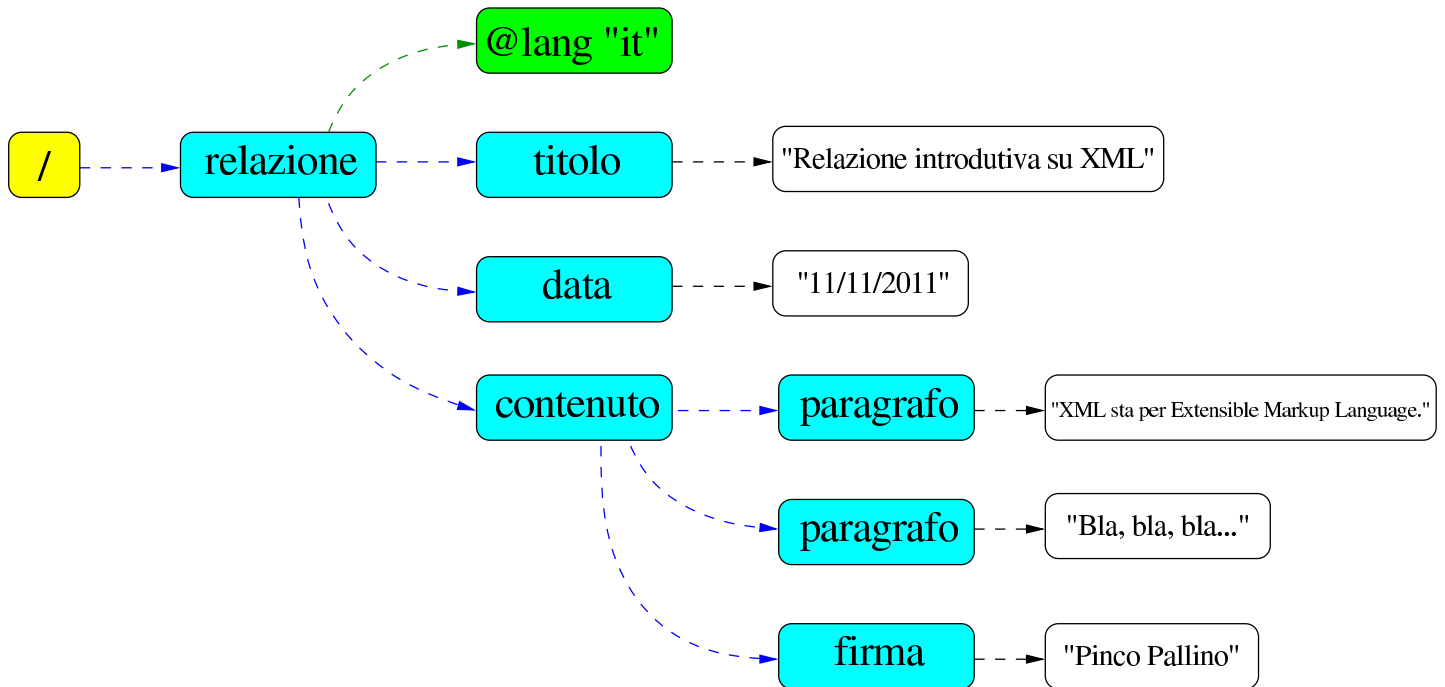 @lang "it"
/
relazione
titolo
"Relazione introdutiva su XML"
data
"11/11/2011"
contenuto
paragrafo
"XML sta per Extensible Markup Language."
paragrafo
"Bla, bla, bla..."
firma
"Pinco Pallino"